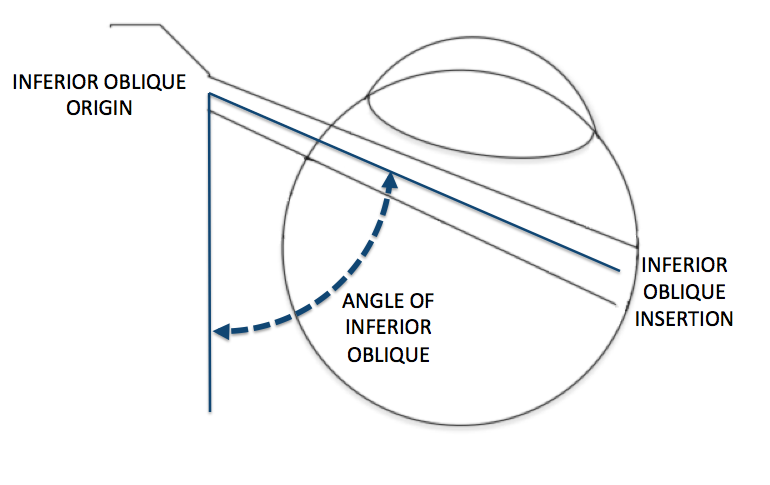 INFERIOR OBLIQUE
ORIGIN
ANGLE OF
INFERIOR
OBLIQUE
INFERIOR
OBLIQUE
INSERTION